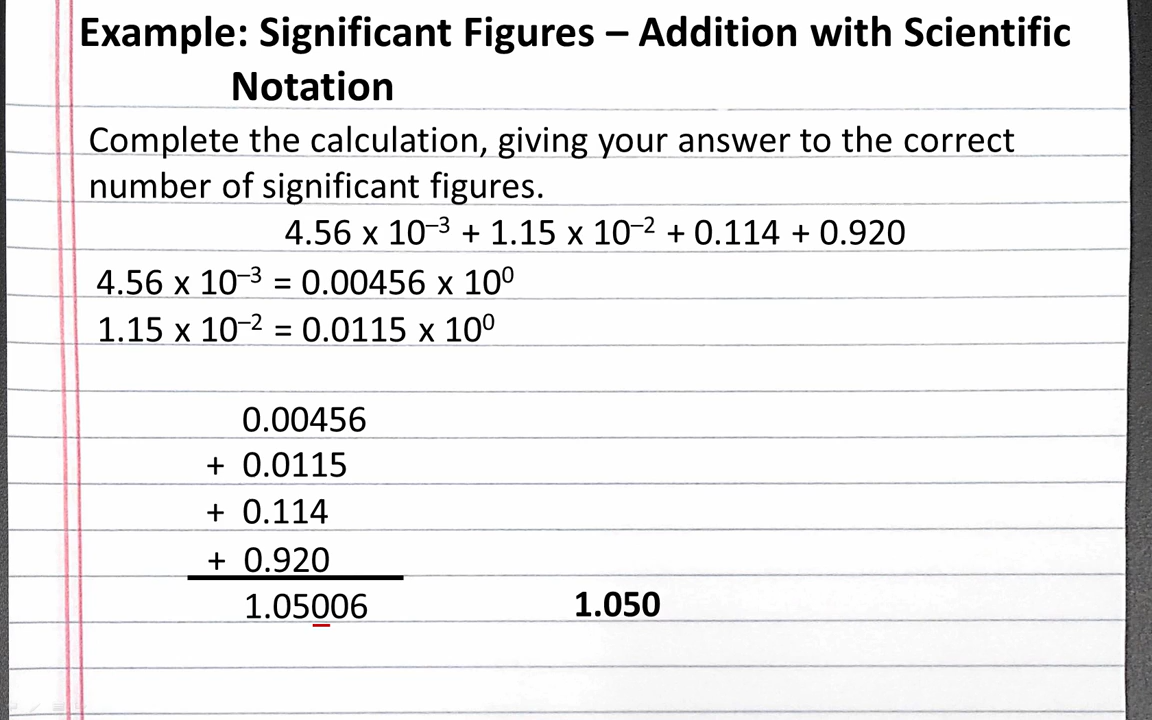 Example: Significant Figures – Addition with Scientific
Notation
Complete the calculation, giving your answer to the correct
number of significant figures.
4.56 x 10⁻³ + 1.15 x 10⁻² + 0.114 + 0.920
4.56 x 10⁻³ = 0.00456 x 10⁰
1.15 x 10⁻² = 0.0115 x 10⁰
0.00456
+ 0.0115
+ 0.114
+ 0.920
1.05006 1.050